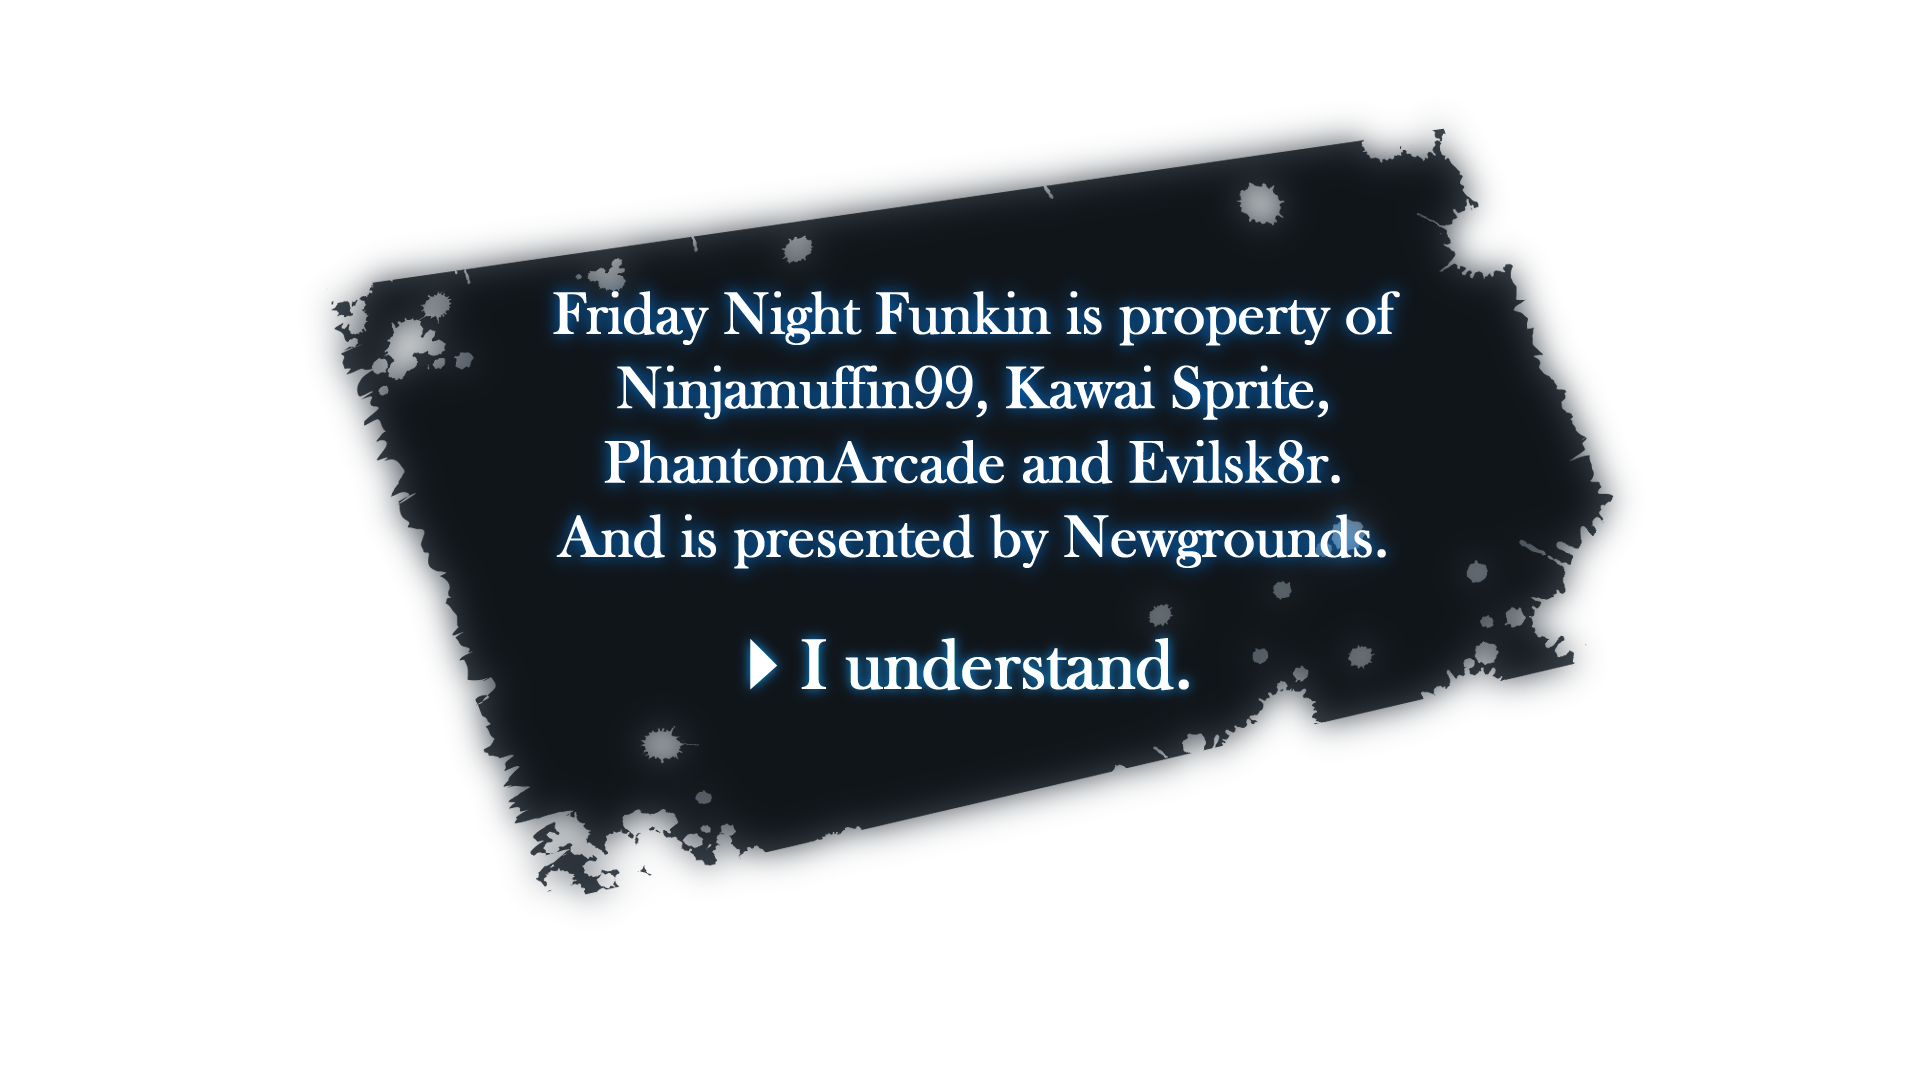 Friday Night Funkin is property of
Ninjamuffin99, Kawai Sprite,
PhantomArcade and Evilsk8r.
And is presented by Newgrounds.
I understand.